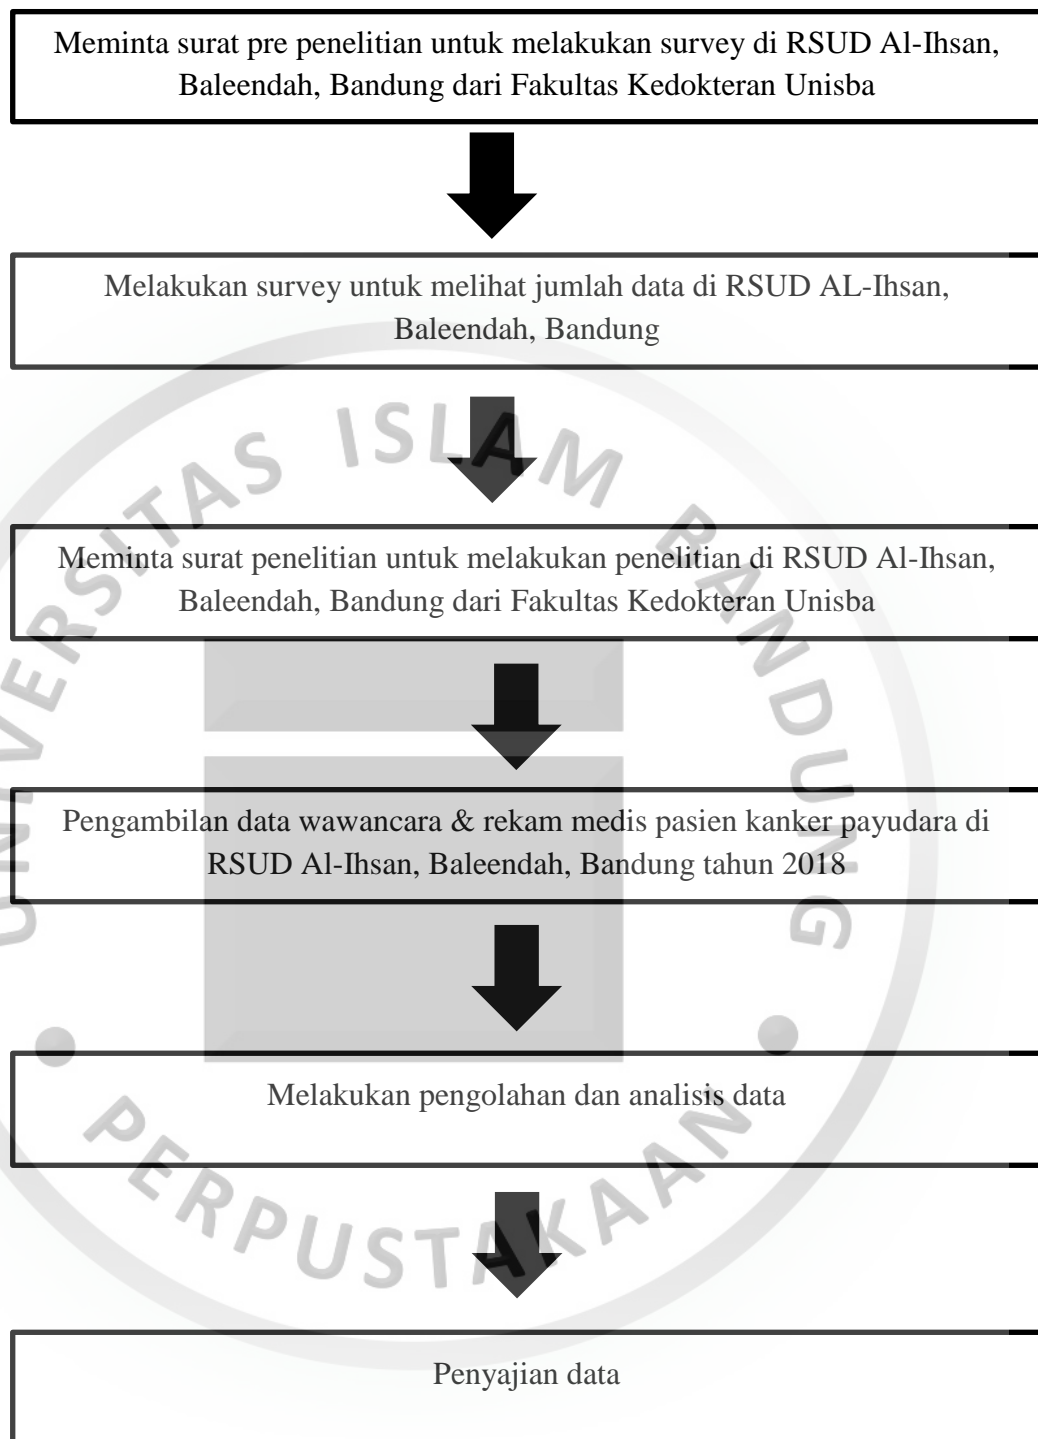 Meminta surat pre penelitian untuk melakukan survey di RSUD Al-Ihsan,
Baleendah, Bandung dari Fakultas Kedokteran Unisba
Melakukan survey untuk melihat jumlah data di RSUD AL-Ihsan,
Baleendah, Bandung
Meminta surat penelitian untuk melakukan penelitian di RSUD Al-Ihsan,
Baleendah, Bandung dari Fakultas Kedokteran Unisba
Pengambilan data wawancara & rekam medis pasien kanker payudara di
RSUD Al-Ihsan, Baleendah, Bandung tahun 2018
Melakukan pengolahan dan analisis data
Penyajian data
UNIVERSITAS ISLAM BANDUNG
PERPUSTAKAAN